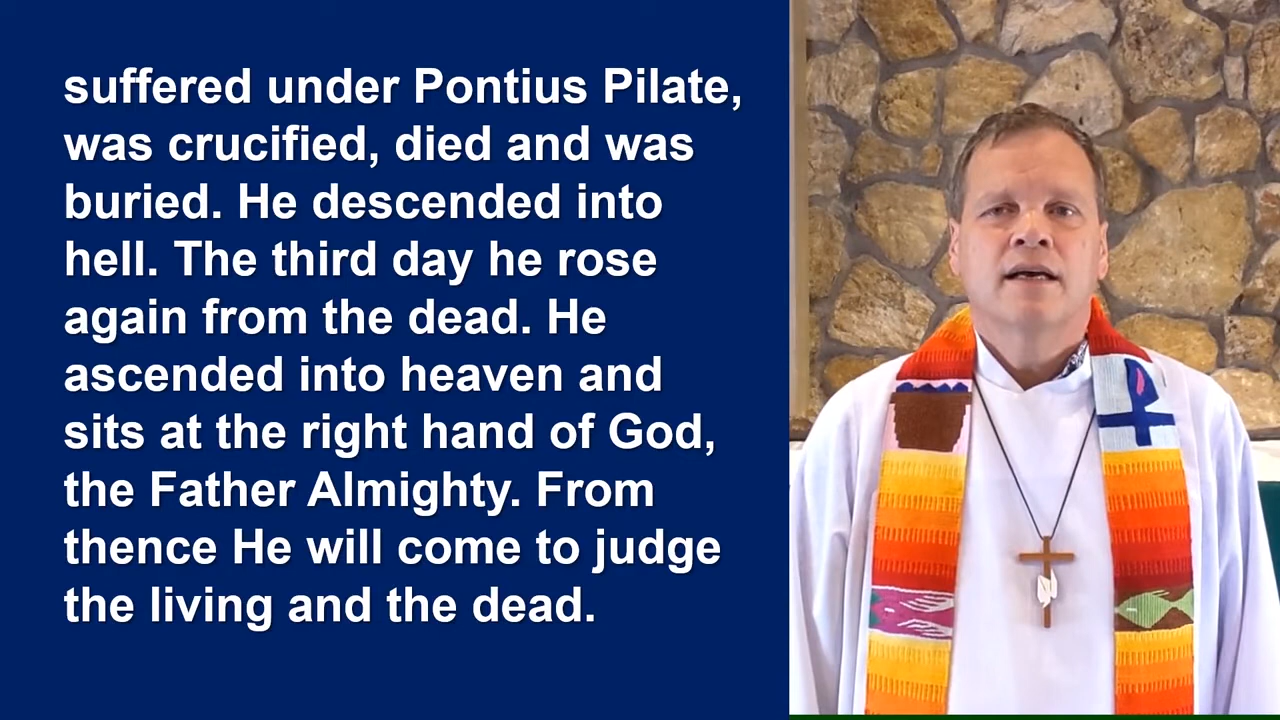 suffered under Pontius Pilate,
was crucified, died and was
buried. He descended into
hell. The third day he rose
again from the dead. He
ascended into heaven and
sits at the right hand of God,
the Father Almighty. From
thence He will come to judge
the living and the dead.